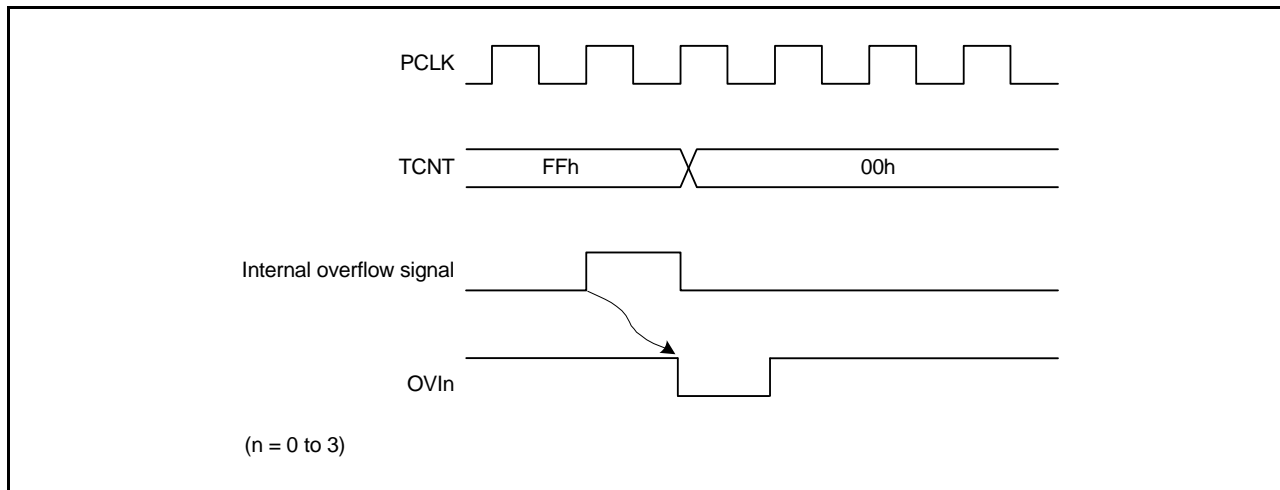 PCLK
TCNT
FFh
00h
Internal overflow signal
OVIn
(n = 0 to 3)